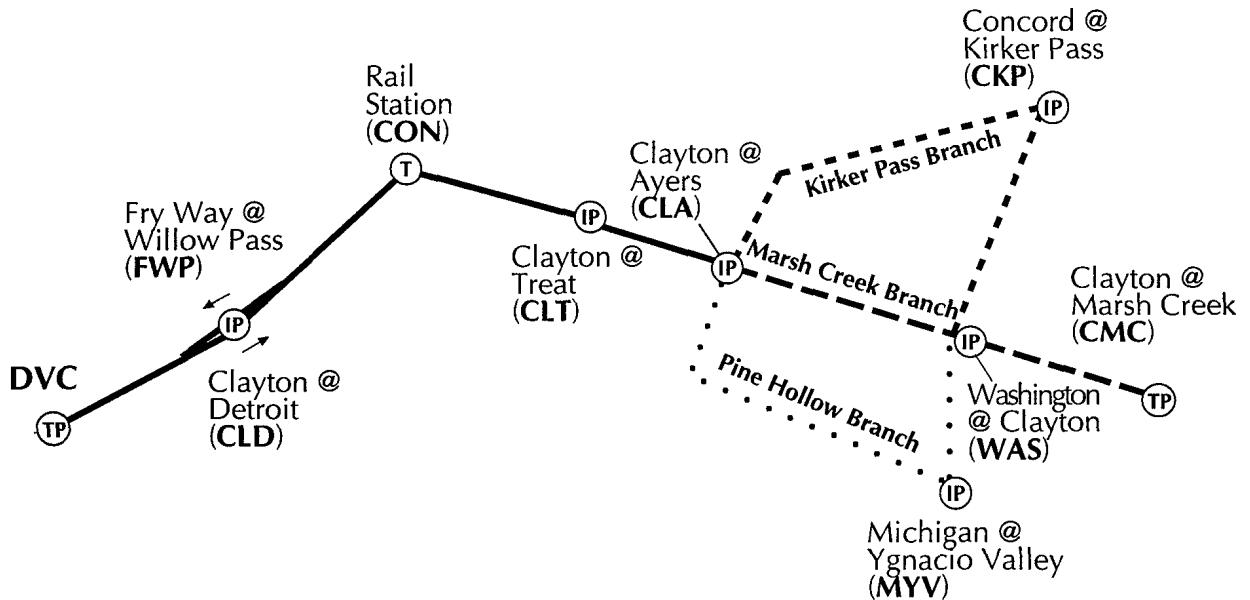 Concord @
Kirker Pass
(CKP)
IP
Rail
Station
(CON)
T
Kirker Pass Branch
Clayton @
Ayers
(CLA)
IP
Fry Way @
Willow Pass
(FWP)
IP
Clayton @
Treat
(CLT)
IP
Marsh Creek Branch
Clayton @
Marsh Creek
(CMC)
IP
IP
DVC
TP
Clayton @
Detroit
(CLD)
Pine Hollow Branch
Washington
@ Clayton
(WAS)
TP
IP
Michigan @
Ygnacio Valley
(MYV)